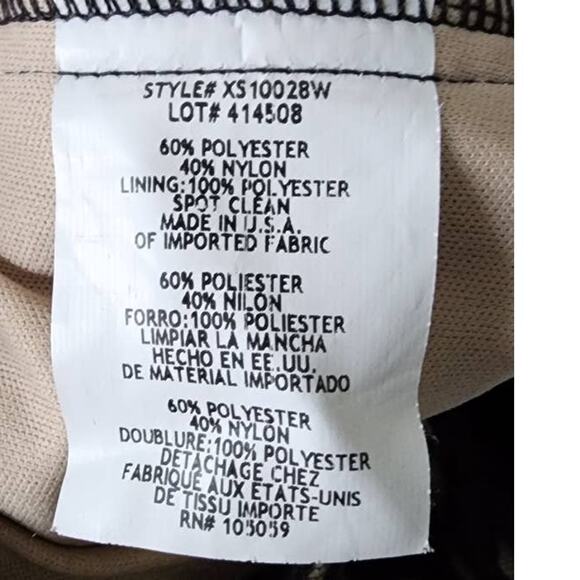 STYLE# XS10028W
LOT# 414508
60% POLYESTER
40% NYLON
LINING:100% POLYESTER
SPOT CLEAN
MADE IN U.S.A.
OF IMPORTED FABRIC
60% POLIESTER
40% NILON
FORRO:100% POLIESTER
LIMPIAR LA MANCHA
HECHO EN EE.UU.
DE MATERIAL IMPORTADO
60% POLYESTER
40% NYLON
DOUBLURE:100% POLYESTER
DETACHAGE CHEZ
FABRIQUÉ AUX ETATS-UNIS
DE TISSU IMPORTE
RN# 105059